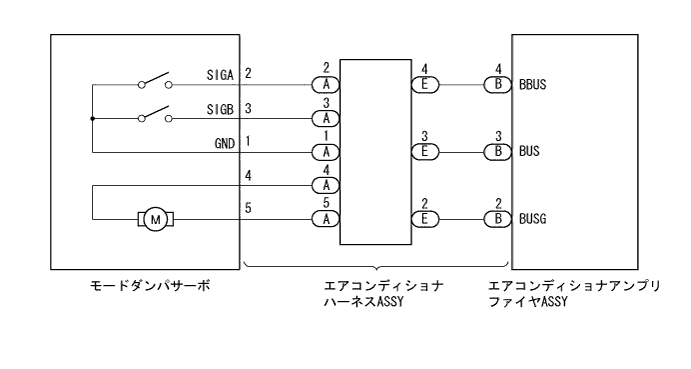 SIGA 2 2 A 4 E 4 B BBUS
SIGB 3 3 A
GND 1 1 A 3 E 3 B BUS
4 4 A
M 5 5 A 2 E 2 B BUSG
モードダンパサーボ
エアコンディショナ
ハーネスASSY
エアコンディショナアンプリ
ファイヤASSY